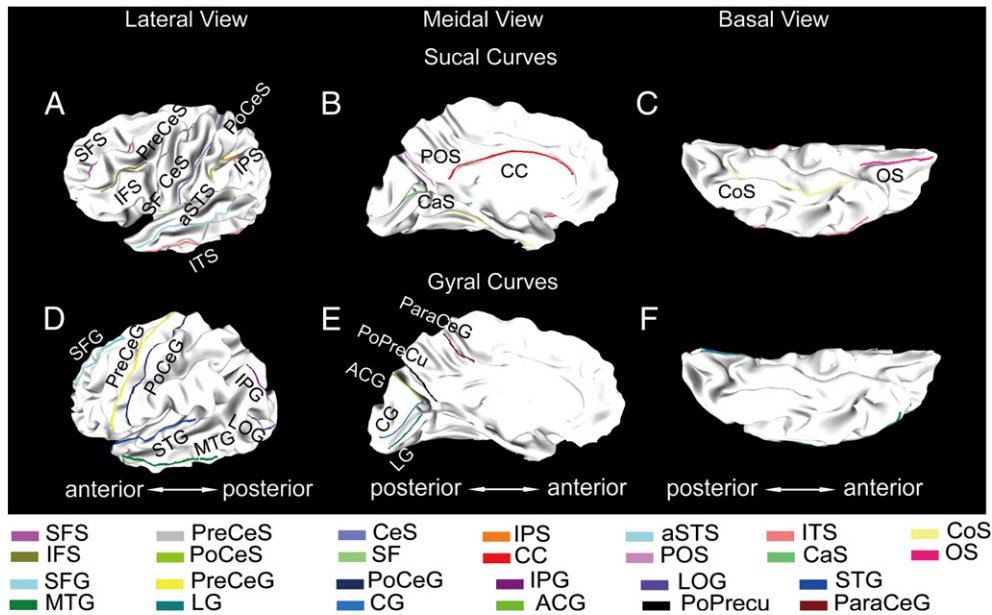 Lateral View Meidal View Basal View
Sucal Curves
A B C
SFS PreCeS PoCeS IFS SF CeS aSTS IPS ITS
POS CC CaS
CoS OS
Gyral Curves
D E F
SFG PreCeG PoCeG IPG STG MTG LOG
ParaCeG PoPreCu ACG CG LG
anterior posterior posterior anterior posterior anterior
SFS PreCeS CeS IPS aSTS ITS CoS
IFS PoCeS SF CC POS CaS OS
SFG PreCeG PoCeG IPG LOG STG
MTG LG CG ACG PoPrecu ParaCeG